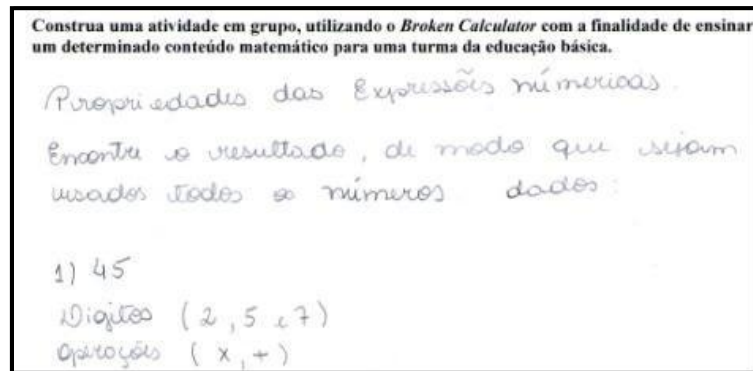 Construa uma atividade em grupo, utilizando o Broken Calculator com a finalidade de ensinar
um determinado conteúdo matemático para uma turma da educação básica.
Propriedades das Expressões númericas.
Encontre o resultado, de modo que sejam
usados todos os números dados:
1) 45
Digitos (2, 5 e 7)
Operações (x, +)